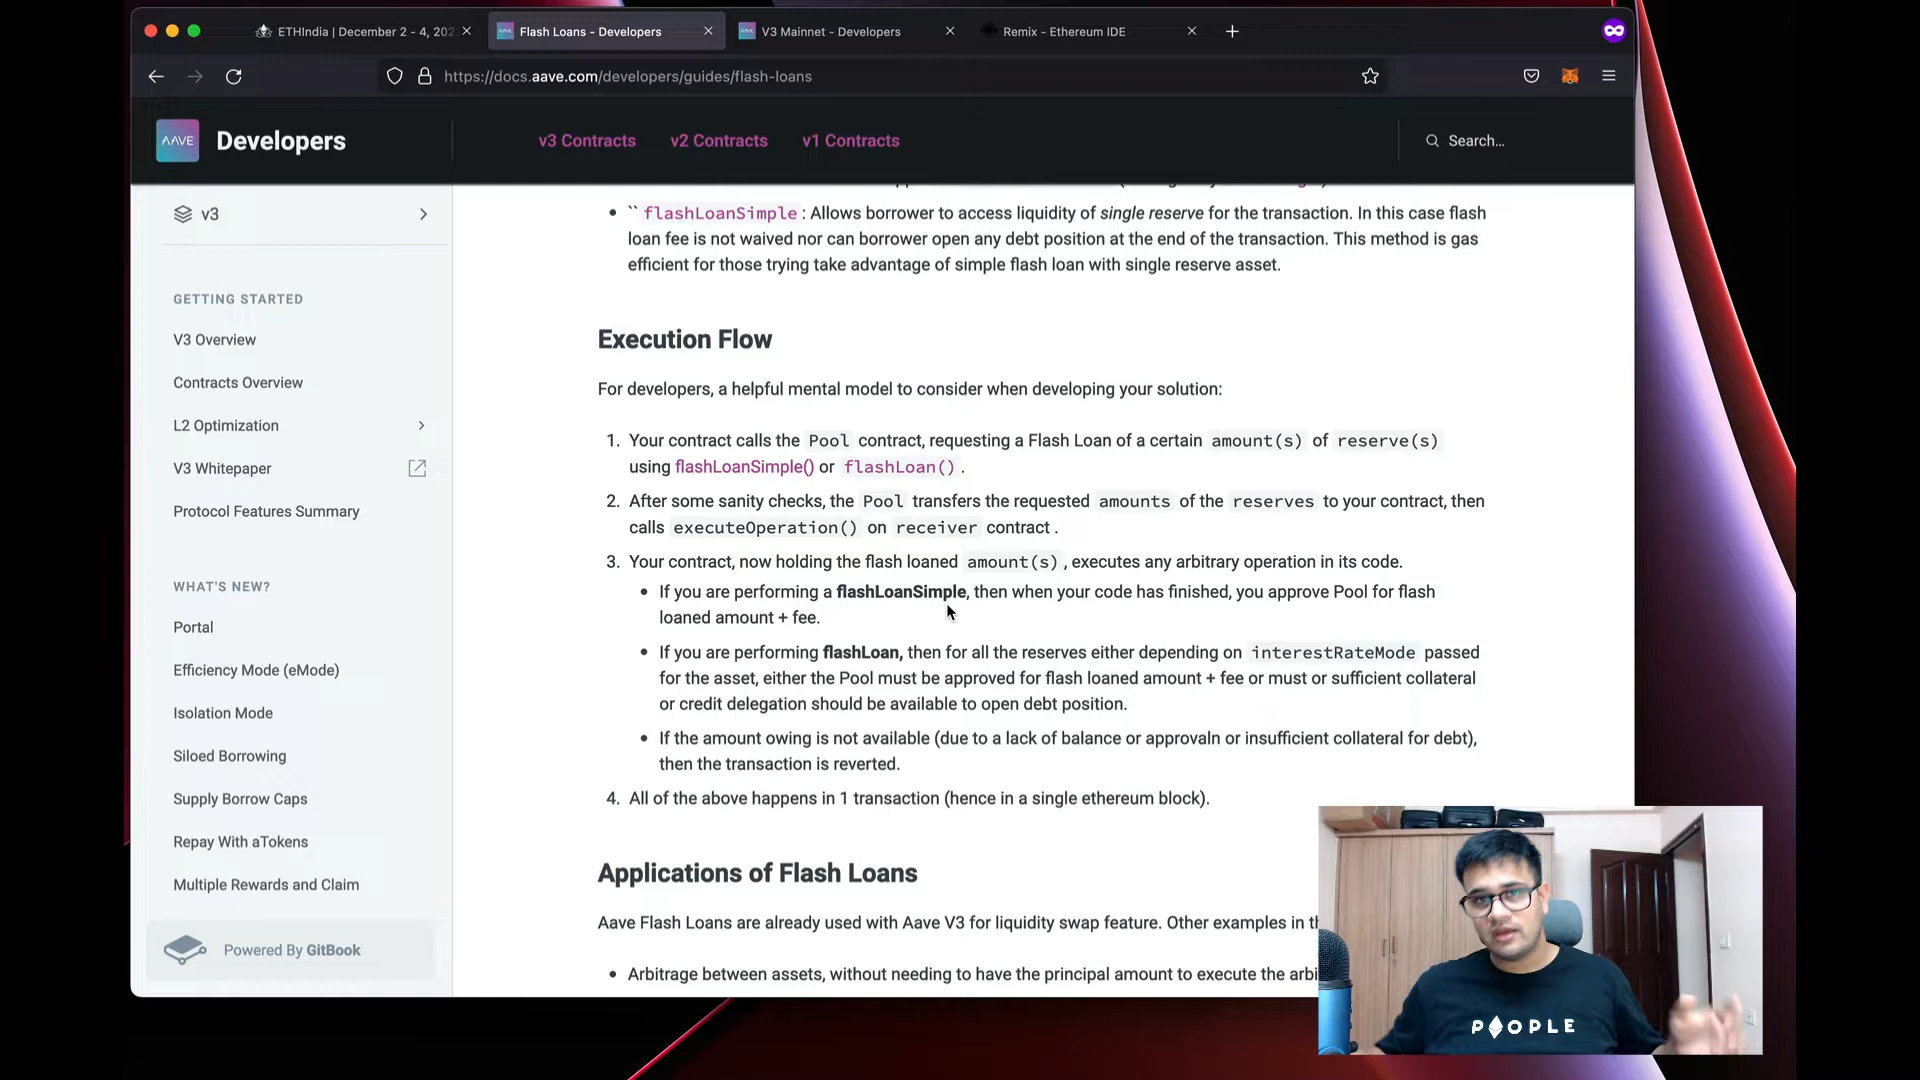 ETHIndia | December 2 - 4, 202
Flash Loans - Developers
V3 Mainnet - Developers
Remix - Ethereum IDE
https://docs.aave.com/developers/guides/flash-loans
AAVE
Developers
v3 Contracts
v2 Contracts
v1 Contracts
Search...
v3
GETTING STARTED
V3 Overview
Contracts Overview
L2 Optimization
V3 Whitepaper
Protocol Features Summary
WHAT'S NEW?
Portal
Efficiency Mode (eMode)
Isolation Mode
Siloed Borrowing
Supply Borrow Caps
Repay With aTokens
Multiple Rewards and Claim
Powered By GitBook
• `` flashLoanSimple : Allows borrower to access liquidity of single reserve for the transaction. In this case flash
loan fee is not waived nor can borrower open any debt position at the end of the transaction. This method is gas
efficient for those trying take advantage of simple flash loan with single reserve asset.
Execution Flow
For developers, a helpful mental model to consider when developing your solution:
1. Your contract calls the Pool contract, requesting a Flash Loan of a certain amount(s) of reserve(s)
using flashLoanSimple() or flashLoan() .
2. After some sanity checks, the Pool transfers the requested amounts of the reserves to your contract, then
calls executeOperation() on receiver contract .
3. Your contract, now holding the flash loaned amount(s) , executes any arbitrary operation in its code.
• If you are performing a flashLoanSimple, then when your code has finished, you approve Pool for flash
loaned amount + fee.
• If you are performing flashLoan, then for all the reserves either depending on interestRateMode passed
for the asset, either the Pool must be approved for flash loaned amount + fee or must or sufficient collateral
or credit delegation should be available to open debt position.
• If the amount owing is not available (due to a lack of balance or approvaln or insufficient collateral for debt),
then the transaction is reverted.
4. All of the above happens in 1 transaction (hence in a single ethereum block).
Applications of Flash Loans
Aave Flash Loans are already used with Aave V3 for liquidity swap feature. Other examples in th
• Arbitrage between assets, without needing to have the principal amount to execute the arbi
PEOPLE